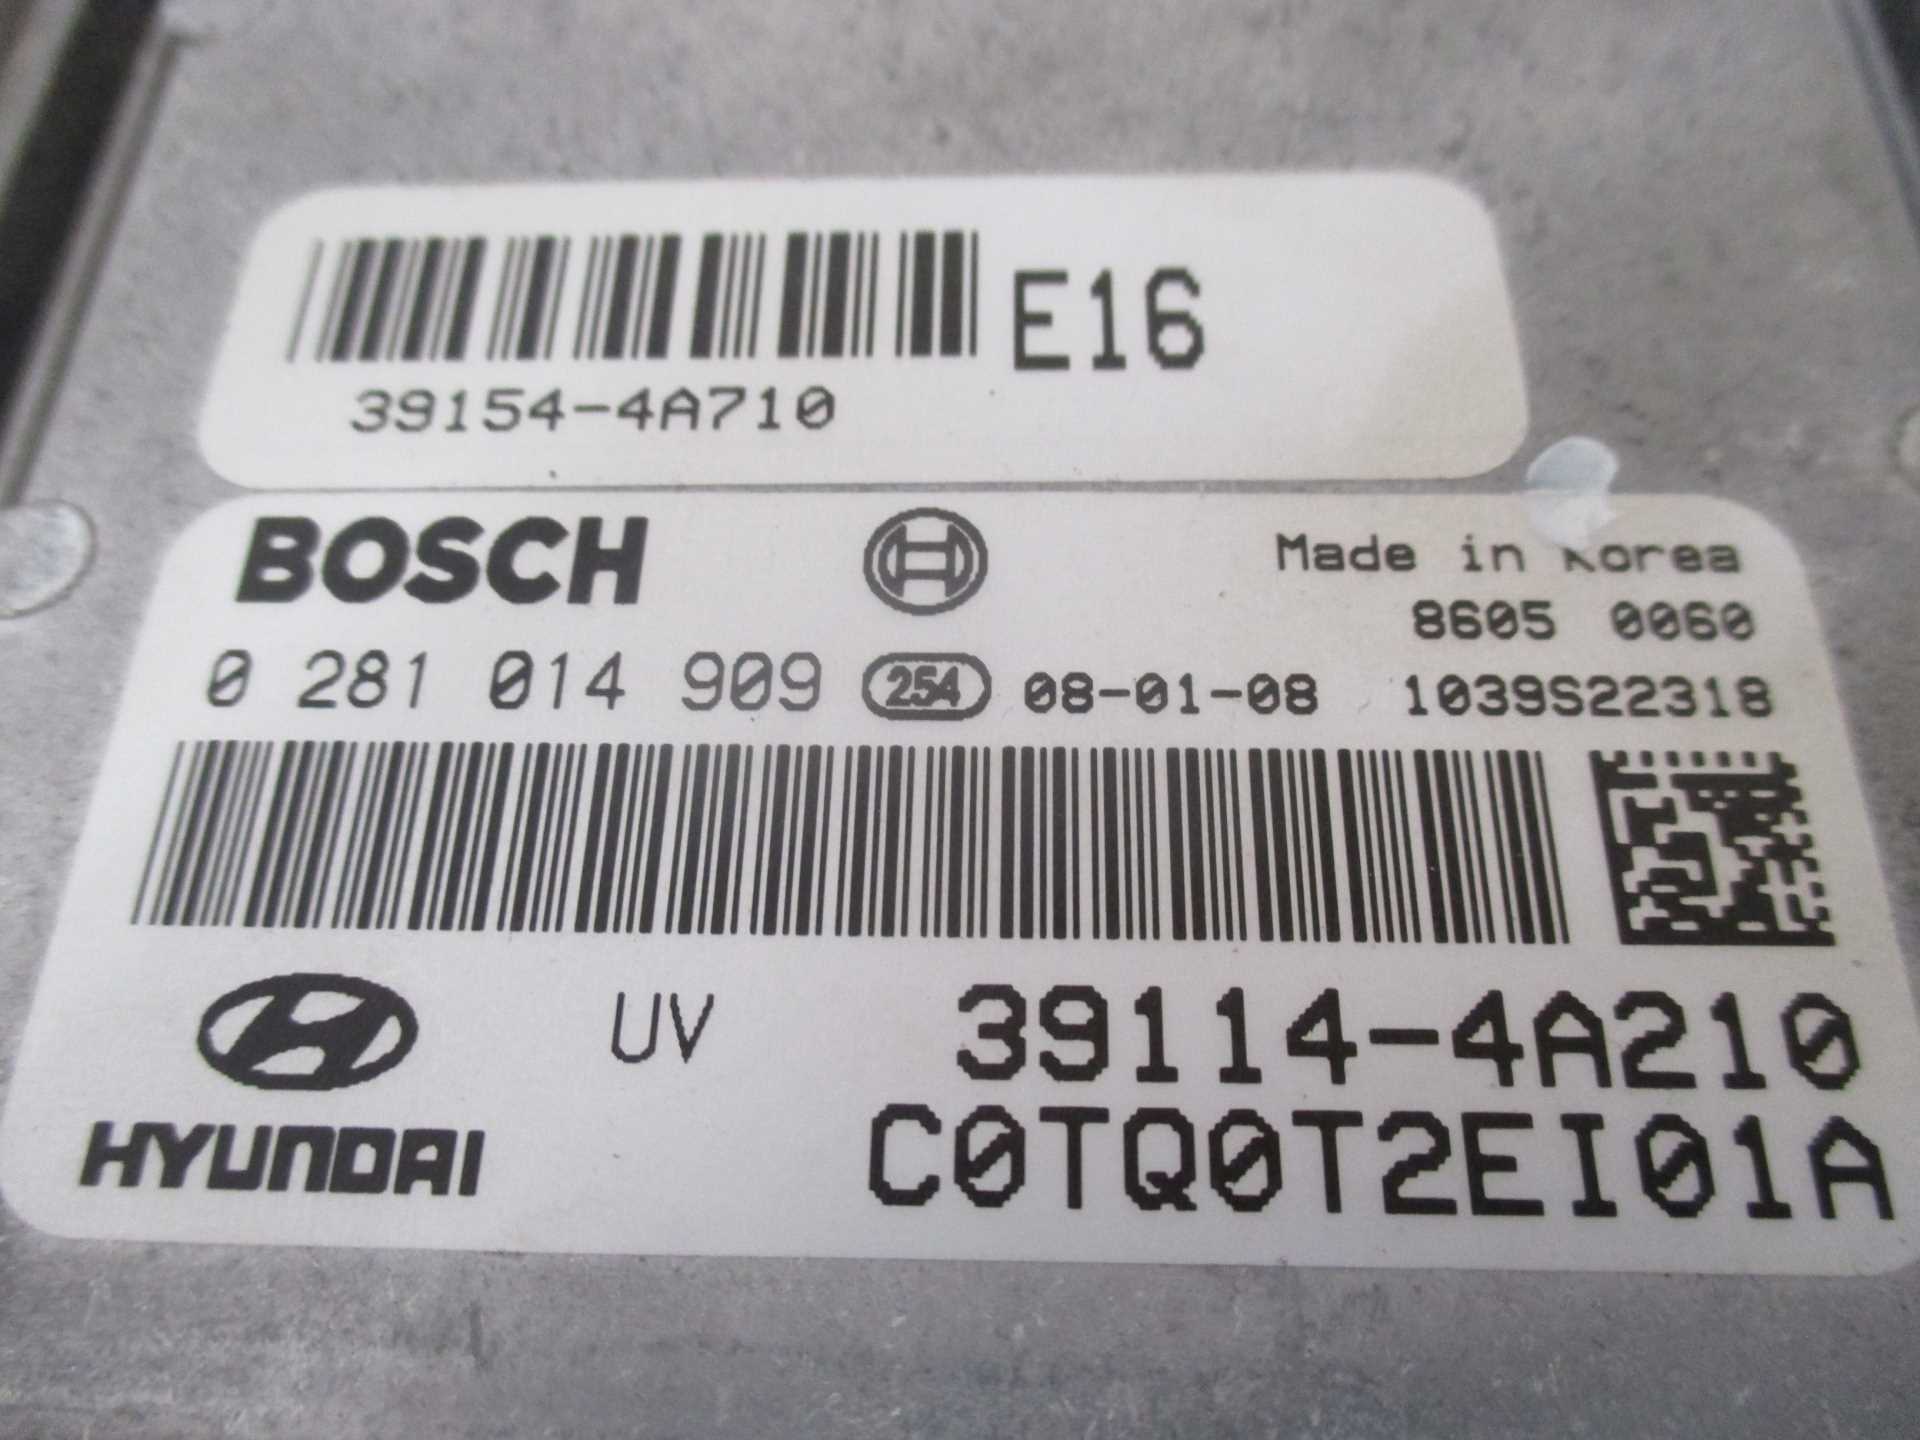 E16
39154-4A710
BOSCH Made in Korea
8605 0060
0 281 014 909 254 08-01-08 1039S22318
UV 39114-4A210
HYUNDAI C0TQ0T2EI01A